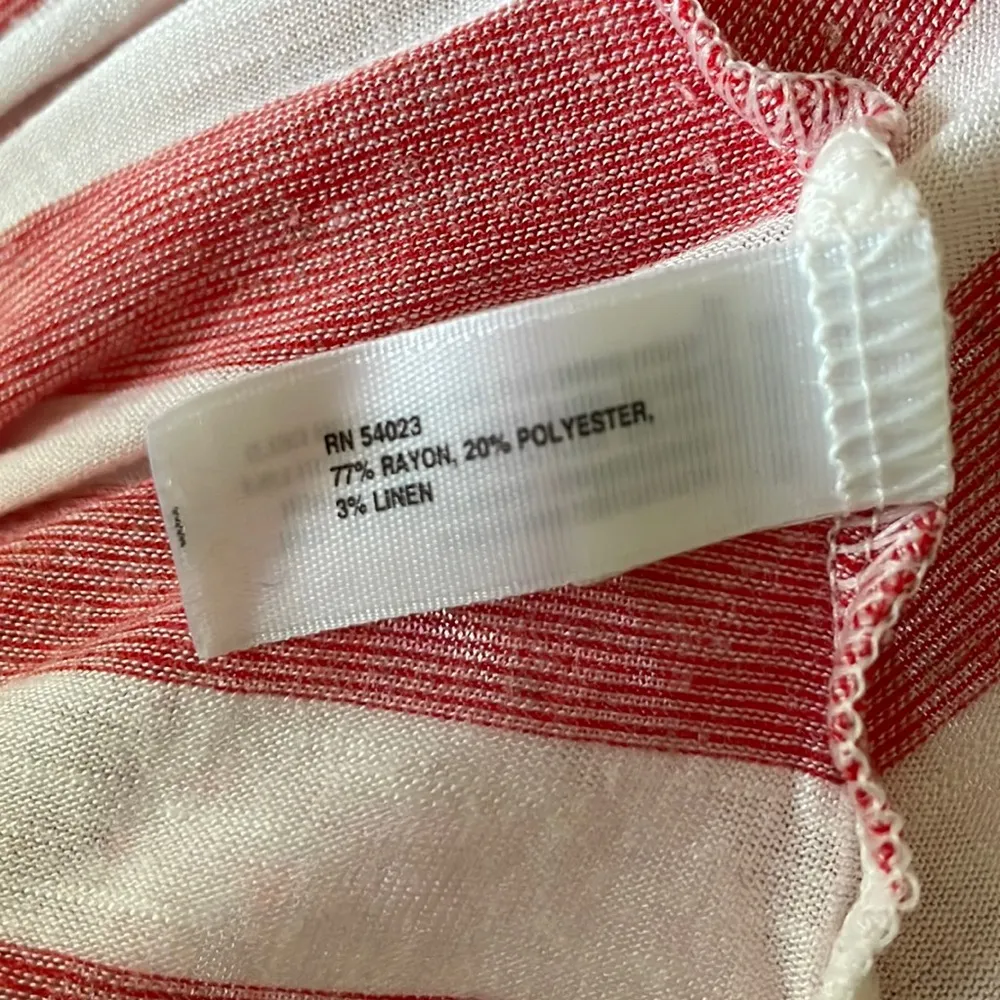 RN 54023
77% RAYON, 20% POLYESTER,
3% LINEN